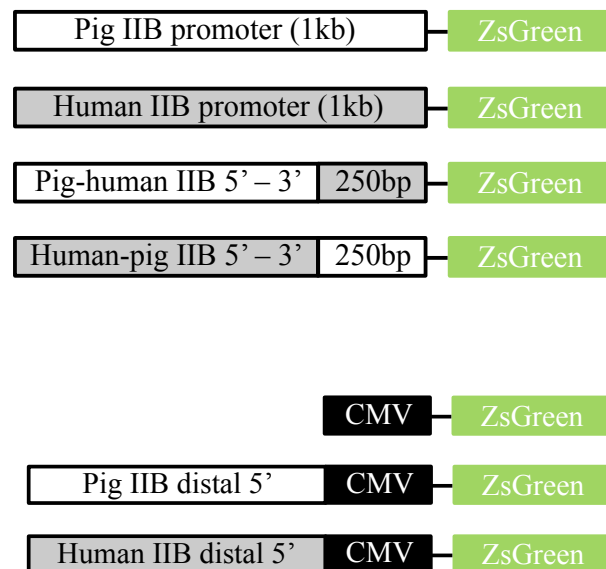 Pig IIB promoter (1kb) ZsGreen
Human IIB promoter (1kb) ZsGreen
Pig-human IIB 5’ – 3’ 250bp ZsGreen
Human-pig IIB 5’ – 3’ 250bp ZsGreen
CMV ZsGreen
Pig IIB distal 5’ CMV ZsGreen
Human IIB distal 5’ CMV ZsGreen